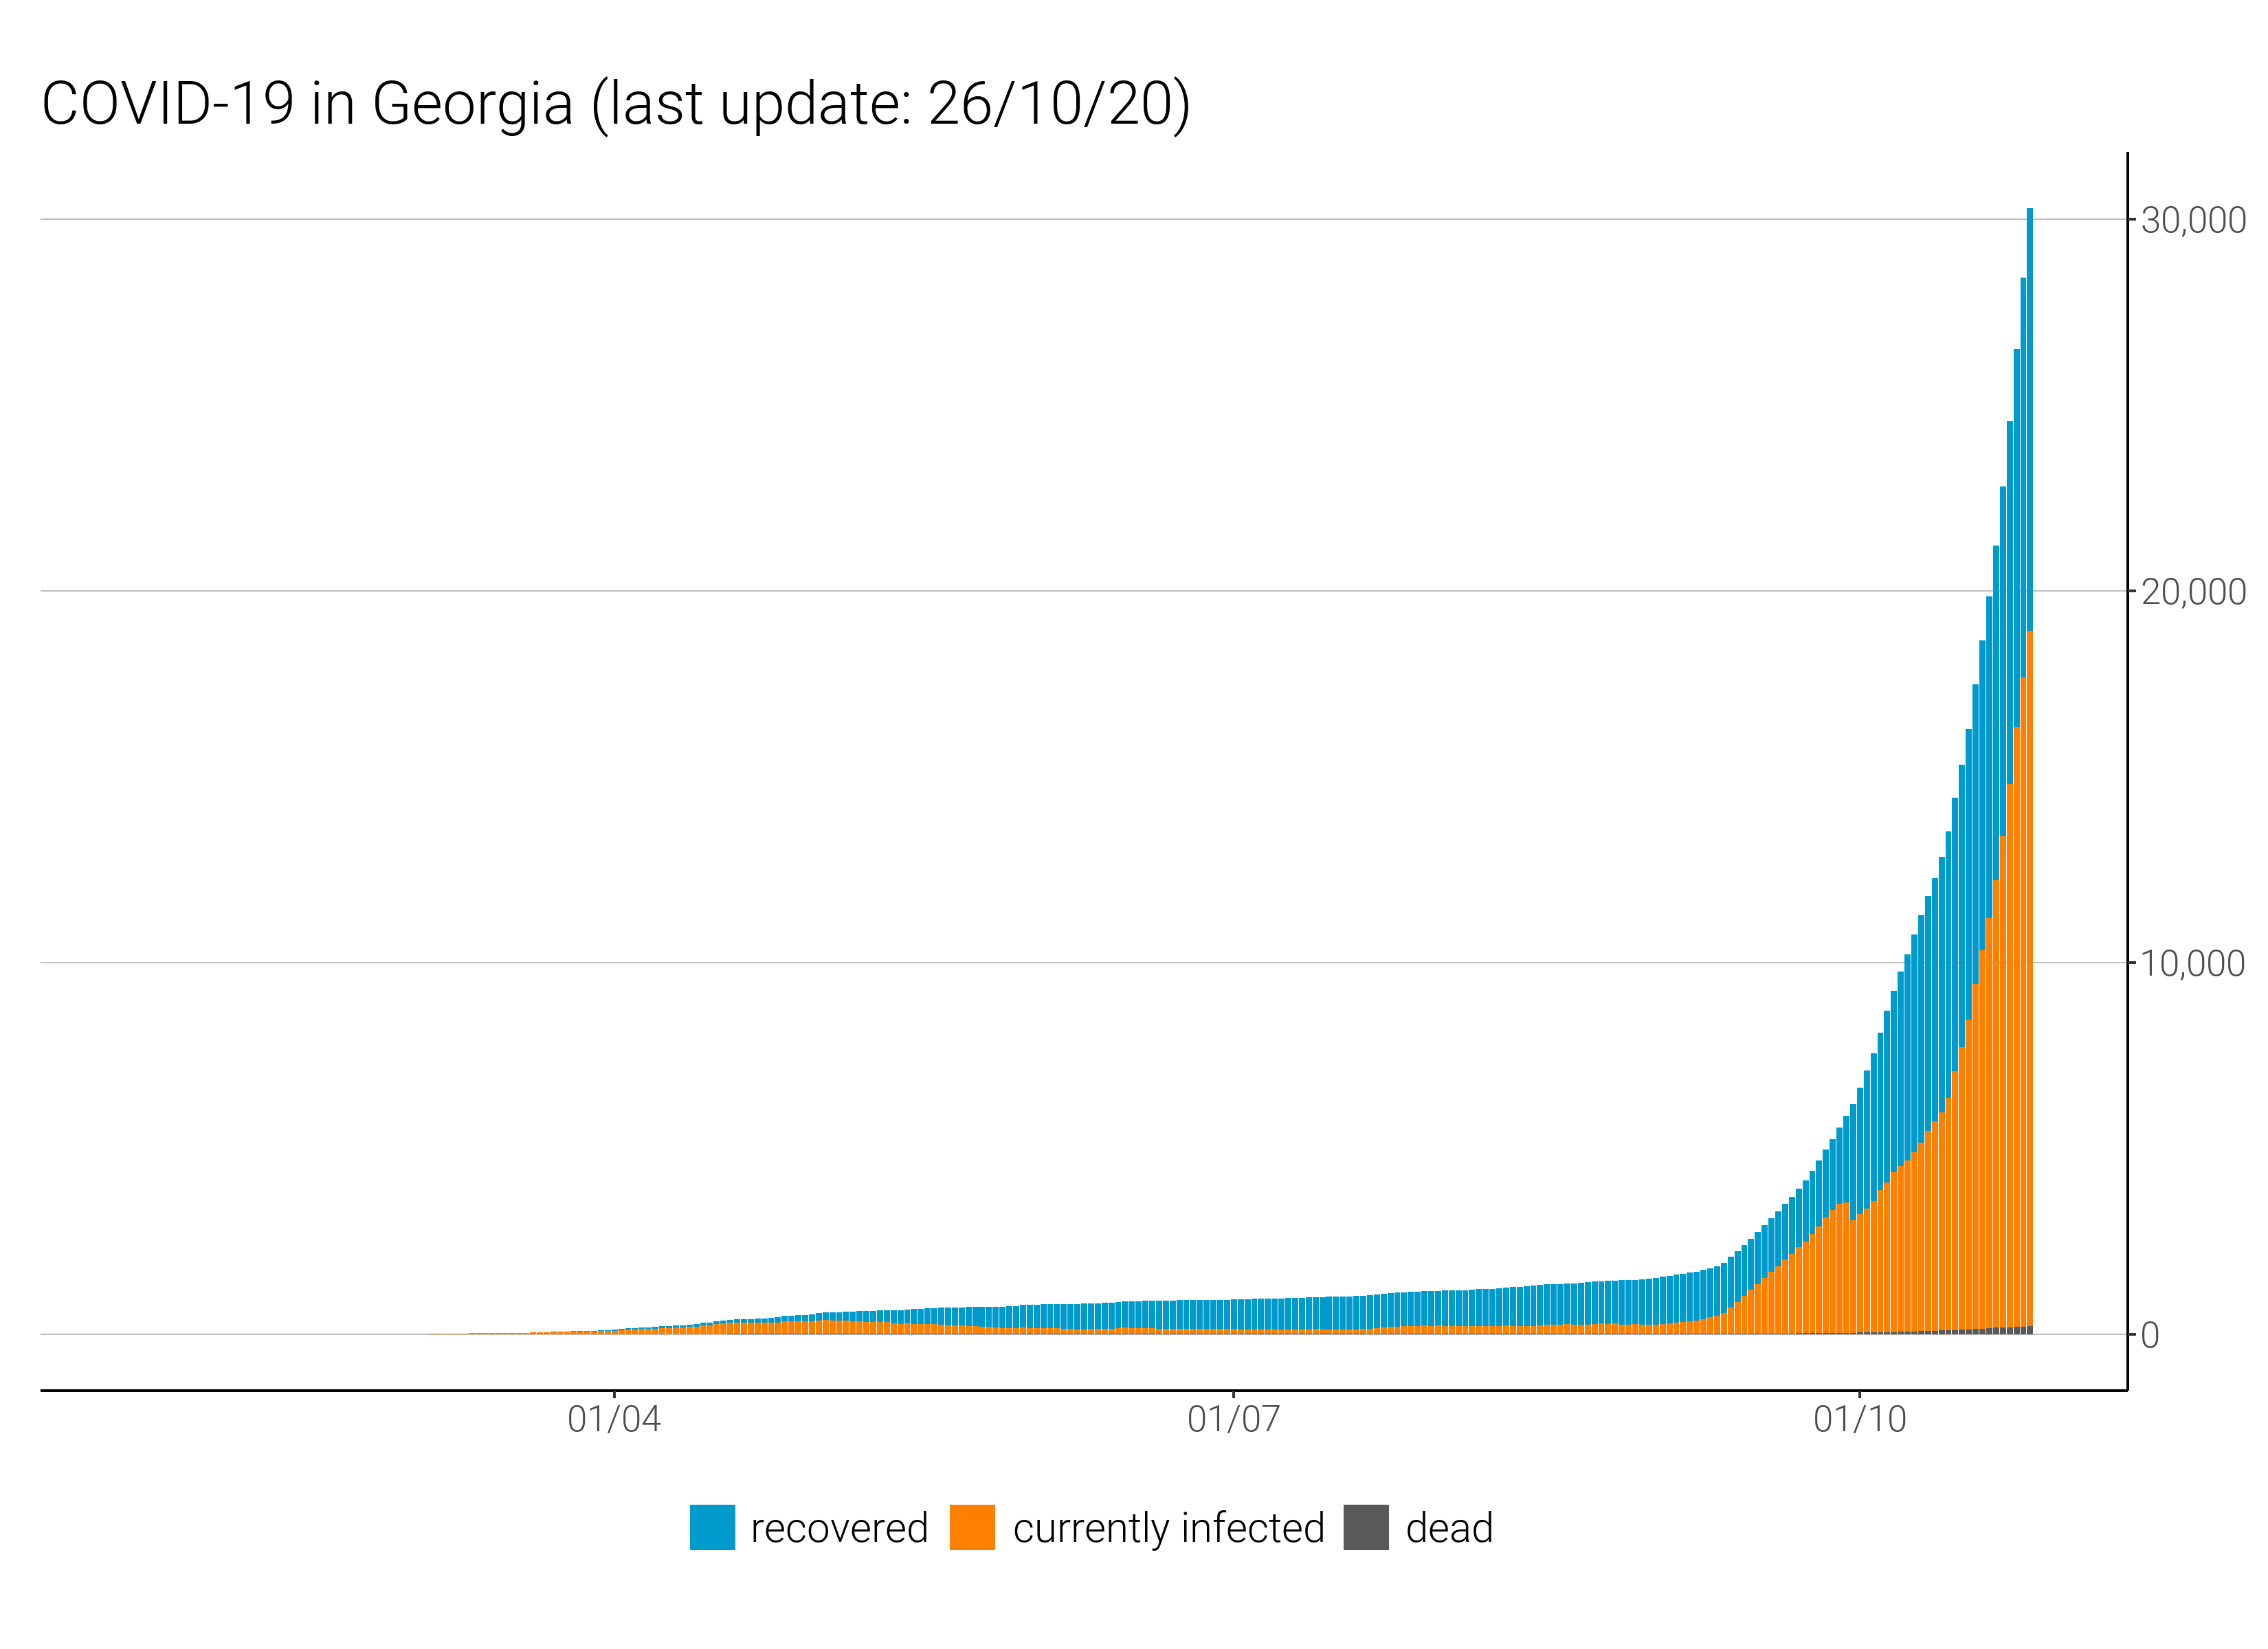 COVID-19 in Georgia (last update: 26/10/20)
30,000
20,000
10,000
0
01/04 01/07 01/10
recovered currently infected dead